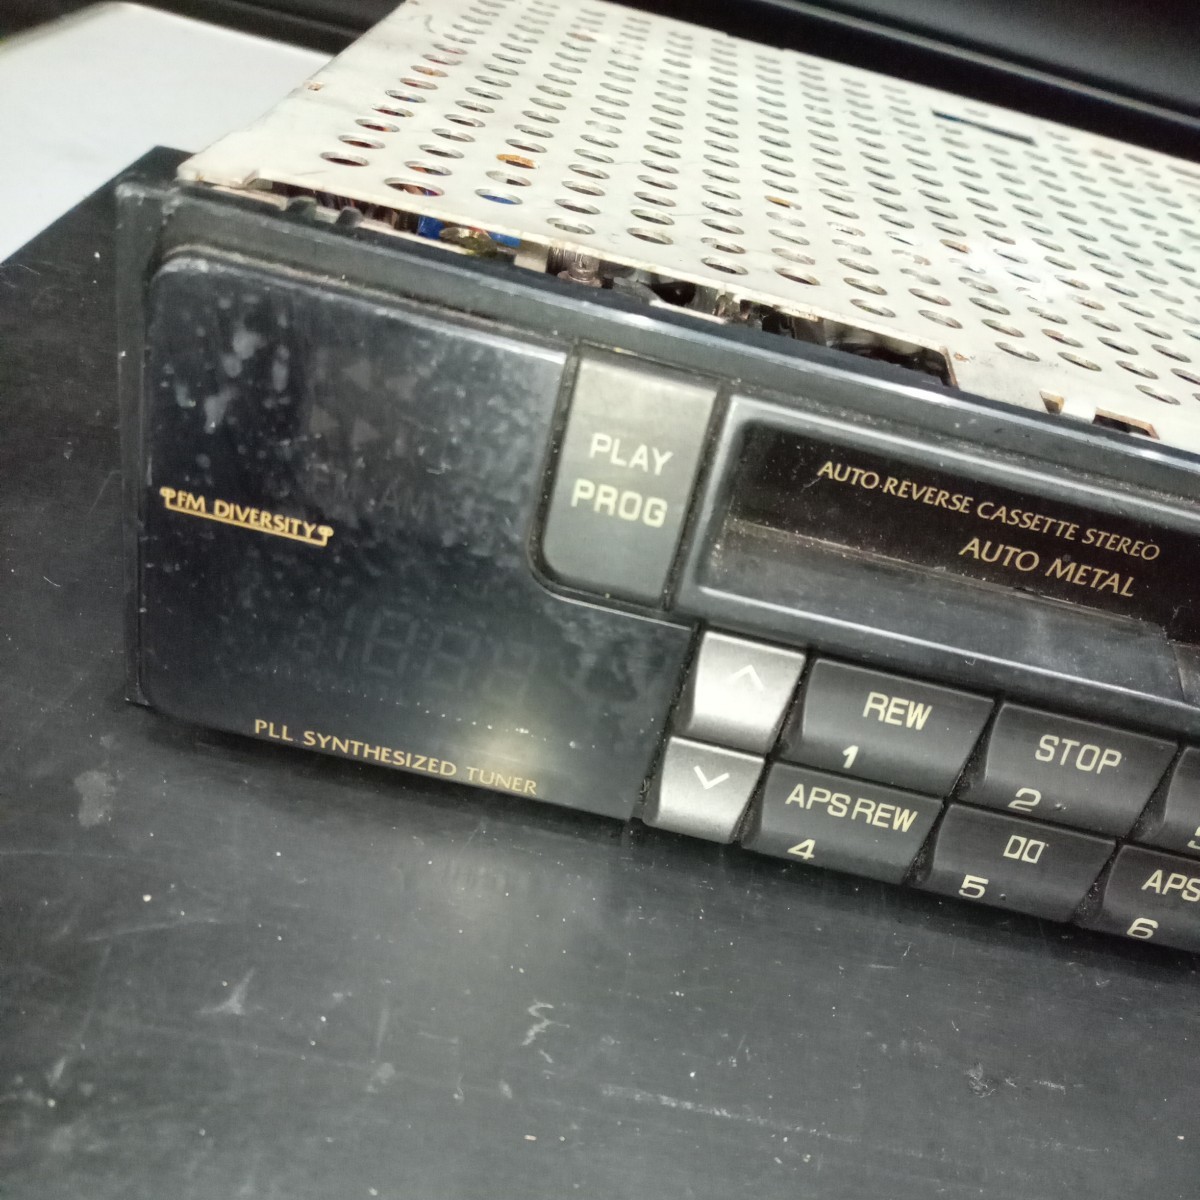 FM DIVERSITY
PLAY
PROG
AUTO·REVERSE CASSETTE STEREO
AUTO METAL
PLL SYNTHESIZED TUNER
REW
1
STOP
2
APS REW
4
5
APS
6